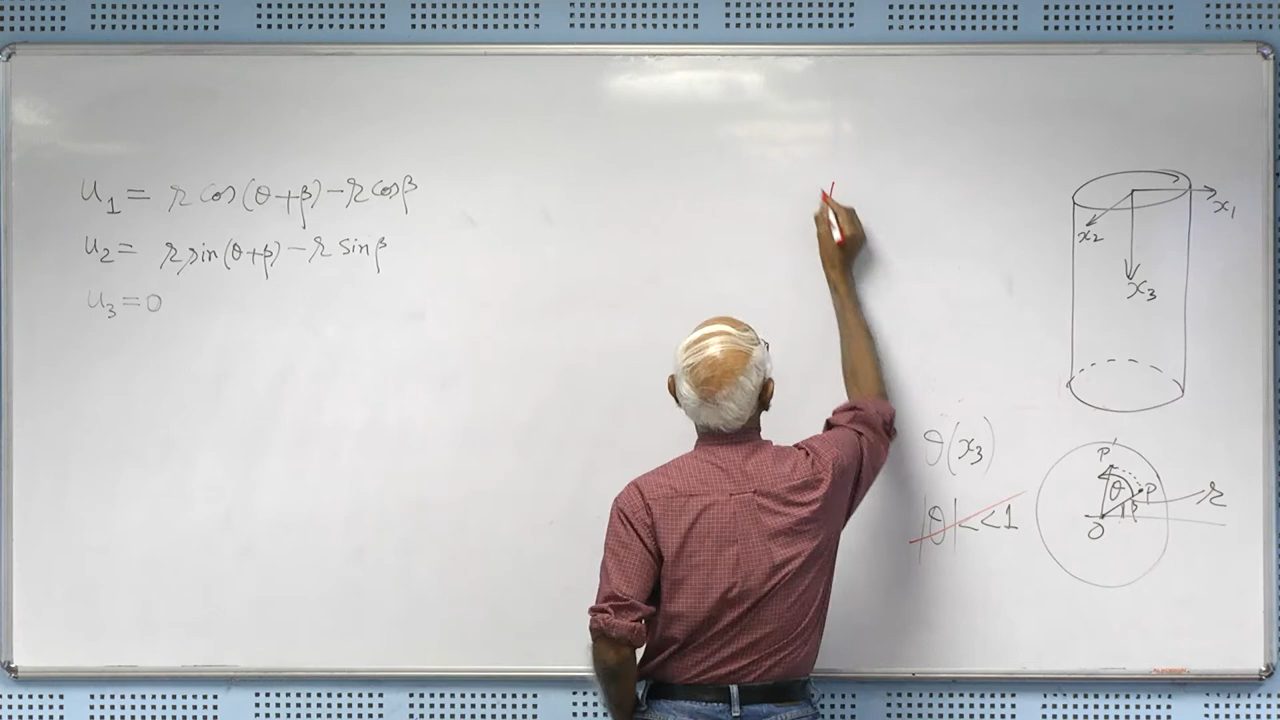 u₁ = r cos(θ+β) - r cosβ
u₂ = r sin(θ+β) - r sinβ
u₃ = 0
x₁
x₂
x₃
θ(x₃)
|θ| << 1
P'
θ
P
r
β
O